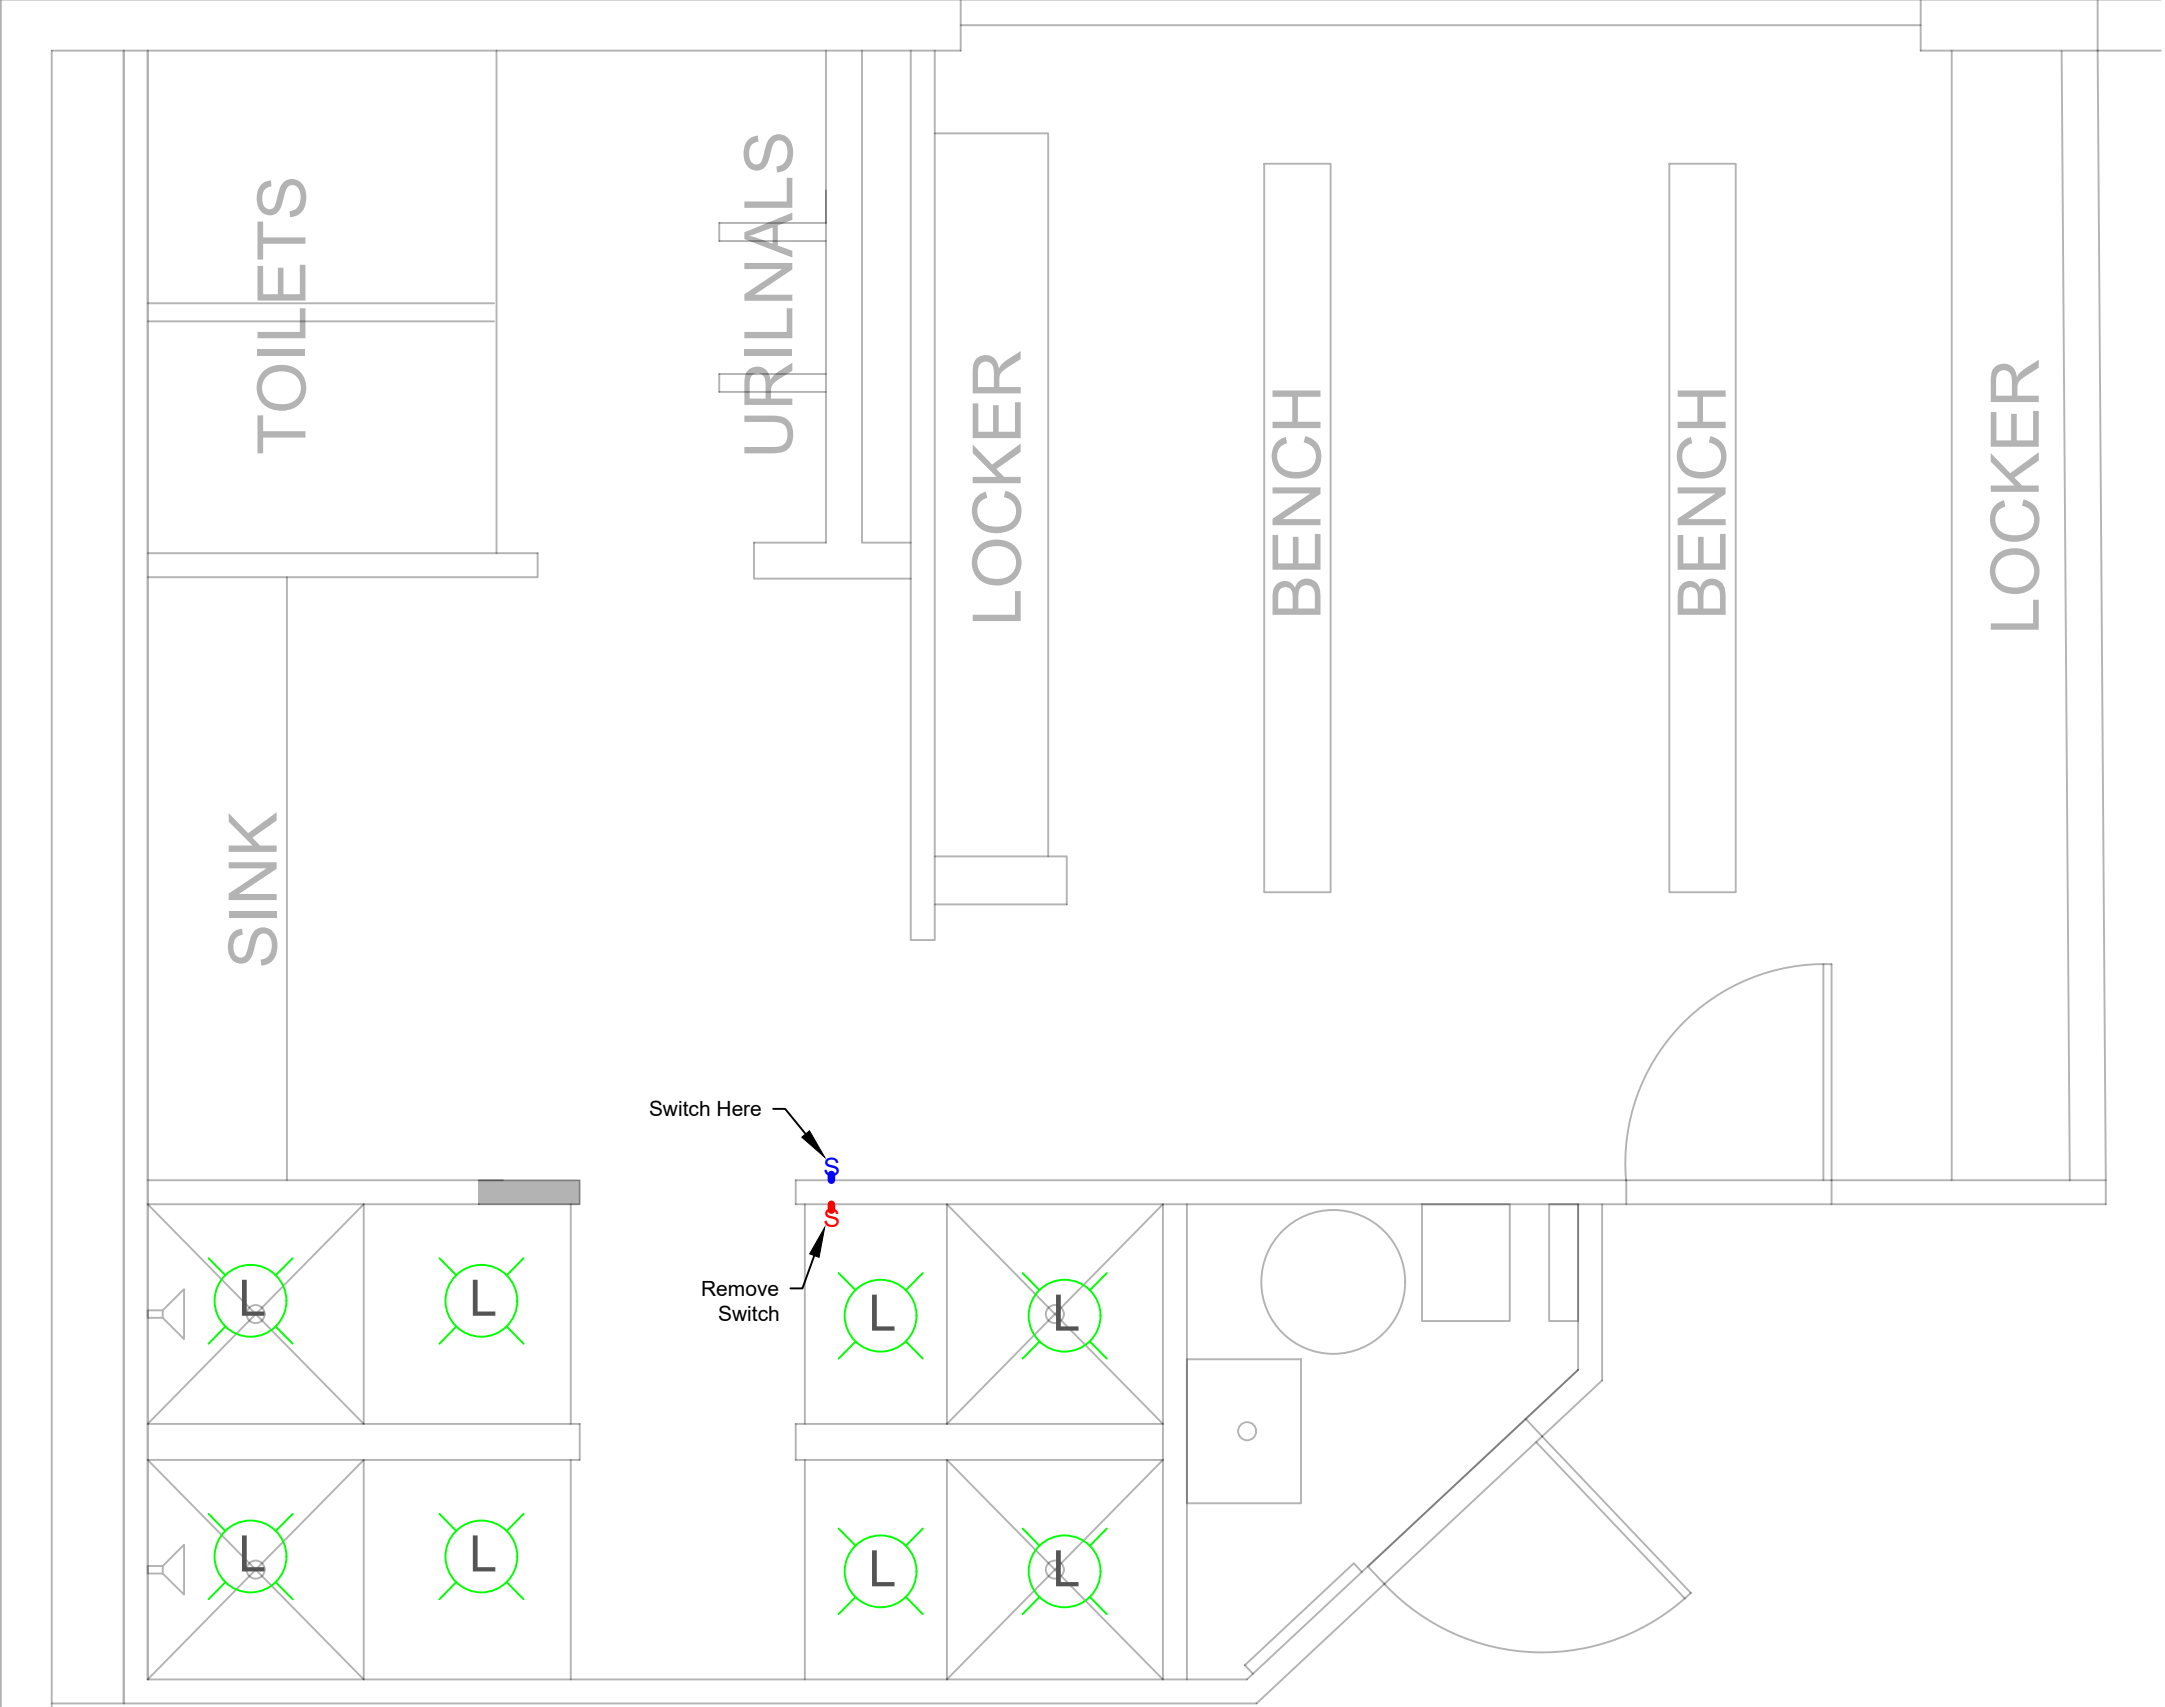 TOILETS
URILNALS
LOCKER
BENCH
BENCH
LOCKER
SINK
Switch Here
S
S
Remove
Switch
L
L
L
L
L
L
L
L